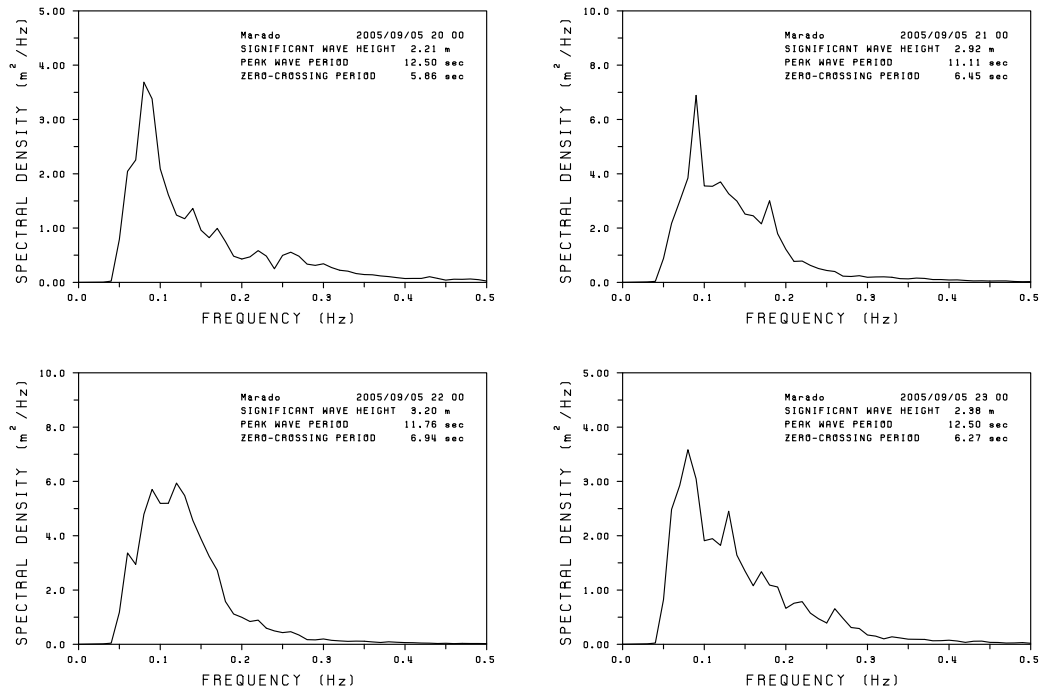 SPECTRAL DENSITY (m²/Hz)
5.00
4.00
3.00
2.00
1.00
0.00
Marado 2005/09/05 20 00
SIGNIFICANT WAVE HEIGHT 2.21 m
PEAK WAVE PERIOD 12.50 sec
ZERO-CROSSING PERIOD 5.86 sec
0.0 0.1 0.2 0.3 0.4 0.5
FREQUENCY (Hz)
SPECTRAL DENSITY (m²/Hz)
10.0
8.0
6.0
4.0
2.0
0.0
Marado 2005/09/05 21 00
SIGNIFICANT WAVE HEIGHT 2.92 m
PEAK WAVE PERIOD 11.11 sec
ZERO-CROSSING PERIOD 6.45 sec
0.0 0.1 0.2 0.3 0.4 0.5
FREQUENCY (Hz)
SPECTRAL DENSITY (m²/Hz)
10.0
8.0
6.0
4.0
2.0
0.0
Marado 2005/09/05 22 00
SIGNIFICANT WAVE HEIGHT 3.20 m
PEAK WAVE PERIOD 11.76 sec
ZERO-CROSSING PERIOD 6.94 sec
0.0 0.1 0.2 0.3 0.4 0.5
FREQUENCY (Hz)
SPECTRAL DENSITY (m²/Hz)
5.00
4.00
3.00
2.00
1.00
0.00
Marado 2005/09/05 23 00
SIGNIFICANT WAVE HEIGHT 2.38 m
PEAK WAVE PERIOD 12.50 sec
ZERO-CROSSING PERIOD 6.27 sec
0.0 0.1 0.2 0.3 0.4 0.5
FREQUENCY (Hz)